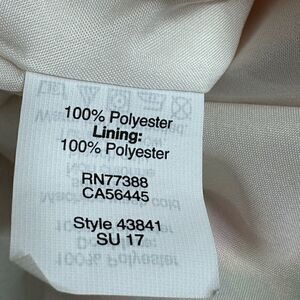 100% Polyester
Lining:
100% Polyester
RN77388
CA56445
Style 43841
SU 17